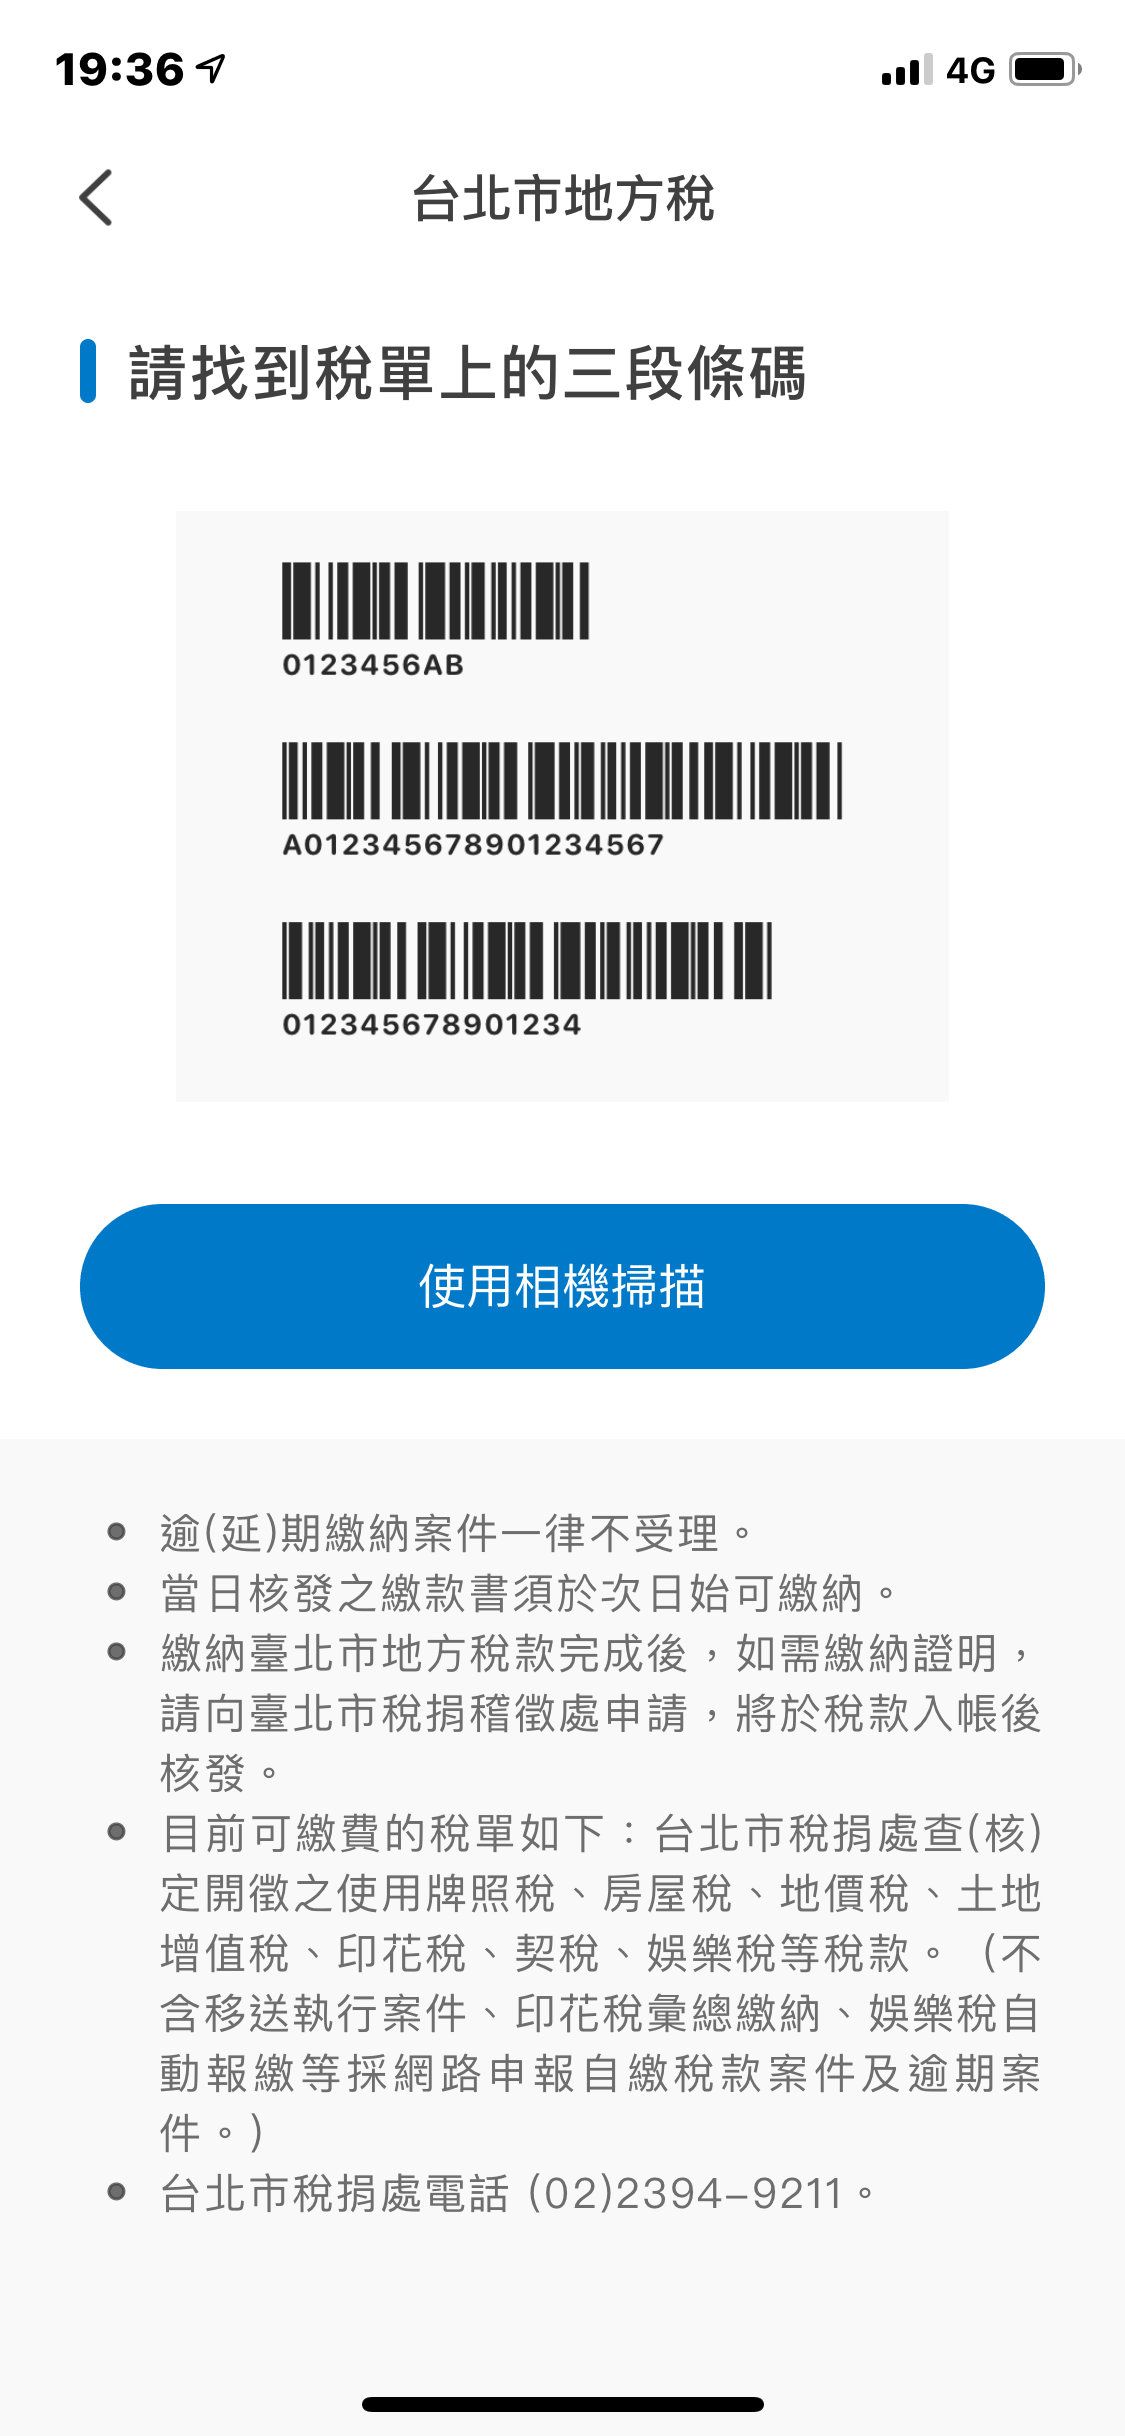 19:36
4G
台北市地方稅
請找到稅單上的三段條碼
0123456AB
A012345678901234567
012345678901234
使用相機掃描
逾(延)期繳納案件一律不受理。
當日核發之繳款書須於次日始可繳納。
繳納臺北市地方稅款完成後，如需繳納證明，
請向臺北市稅捐稽徵處申請，將於稅款入帳後
核發。
目前可繳費的稅單如下：台北市稅捐處查(核)
定開徵之使用牌照稅、房屋稅、地價稅、土地
增值稅、印花稅、契稅、娛樂稅等稅款。（不
含移送執行案件、印花稅彙總繳納、娛樂稅自
動報繳等採網路申報自繳稅款案件及逾期案
件。）
台北市稅捐處電話 (02)2394-9211。